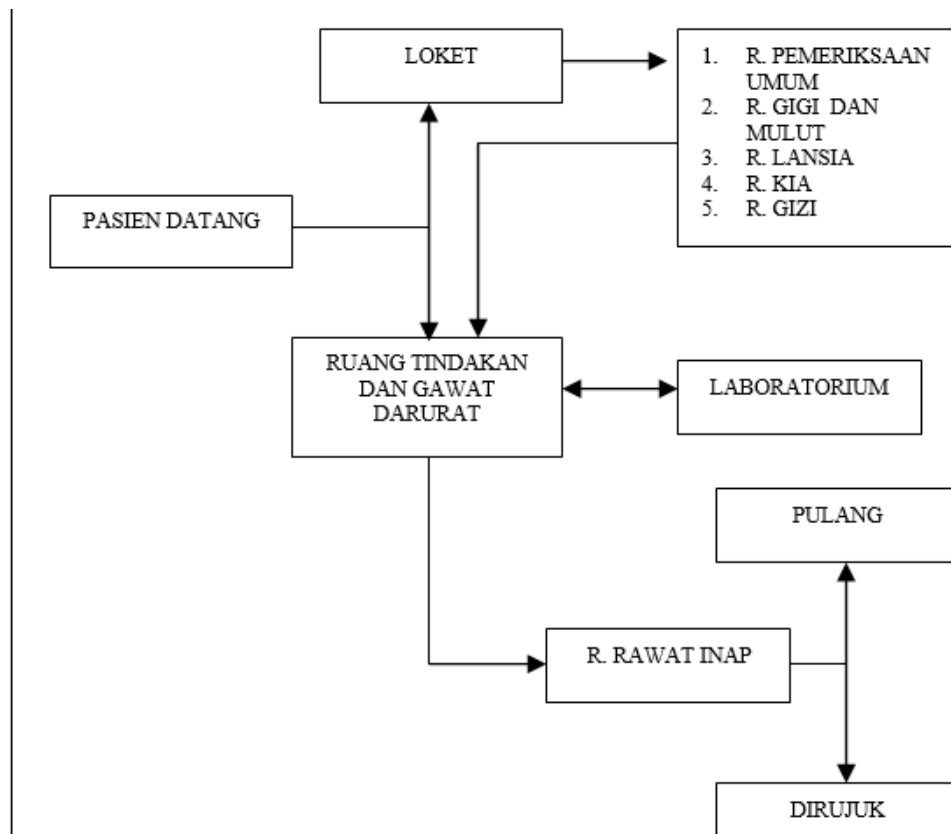 LOKET
1. R. PEMERIKSAAN
UMUM
2. R. GIGI DAN
MULUT
3. R. LANSIA
4. R. KIA
5. R. GIZI
PASIEN DATANG
RUANG TINDAKAN
DAN GAWAT
DARURAT
LABORATORIUM
PULANG
R. RAWAT INAP
DIRUJUK